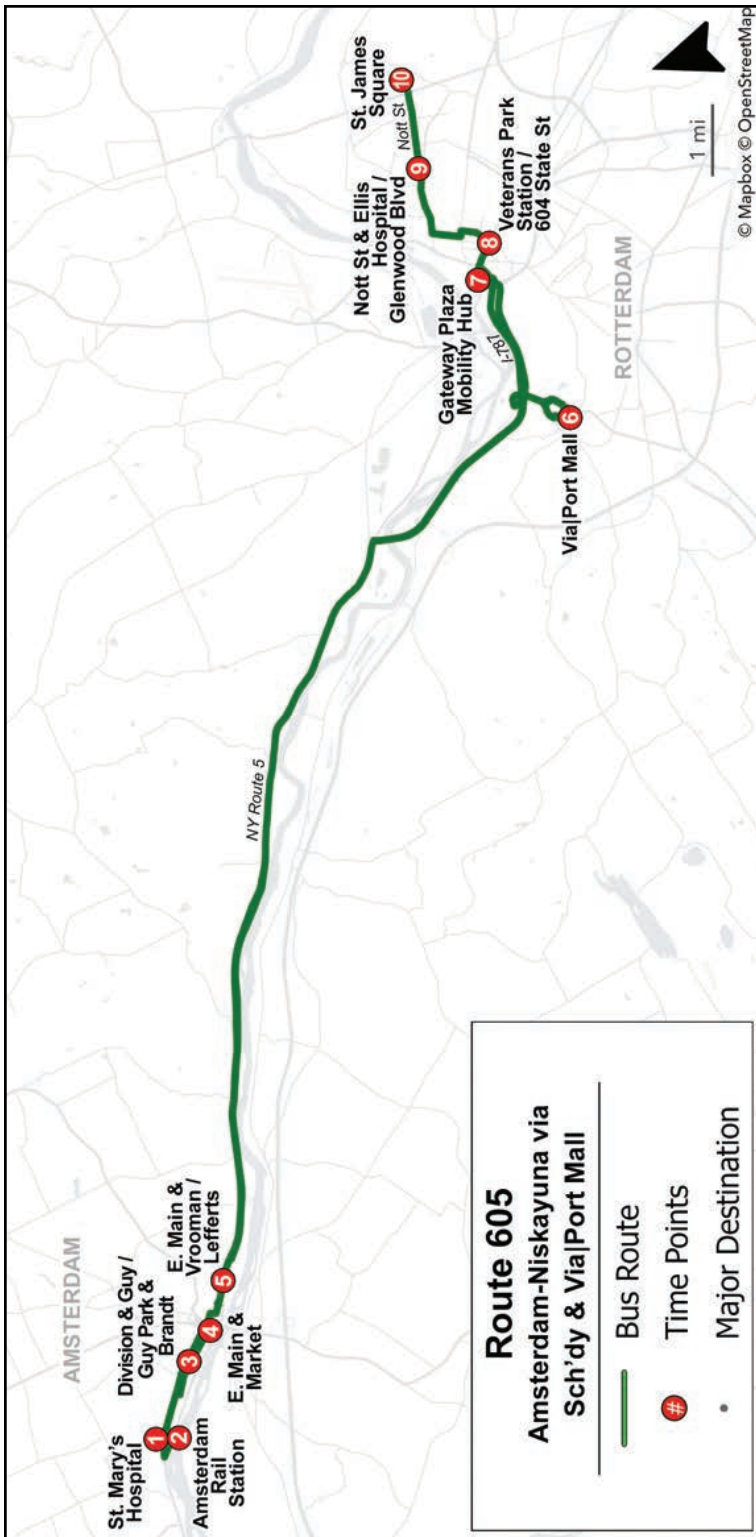 AMSTERDAM
St. Mary's
Hospital
1
2
Amsterdam
Rail
Station
Division & Guy /
Guy Park &
Brandt
3
4
E. Main &
Market
E. Main &
Vrooman /
Lefferts
5
NY Route 5
Via|Port Mall
6
ROTTERDAM
I-787
Gateway Plaza
Mobility Hub
7
8
Veterans Park
Station /
604 State St
Nott St & Ellis
Hospital /
Glenwood Blvd
9
Nott St
St. James
Square
10
1 mi
© Mapbox © OpenStreetMap
Route 605
Amsterdam-Niskayuna via
Sch'dy & Via|Port Mall
Bus Route
# Time Points
Major Destination